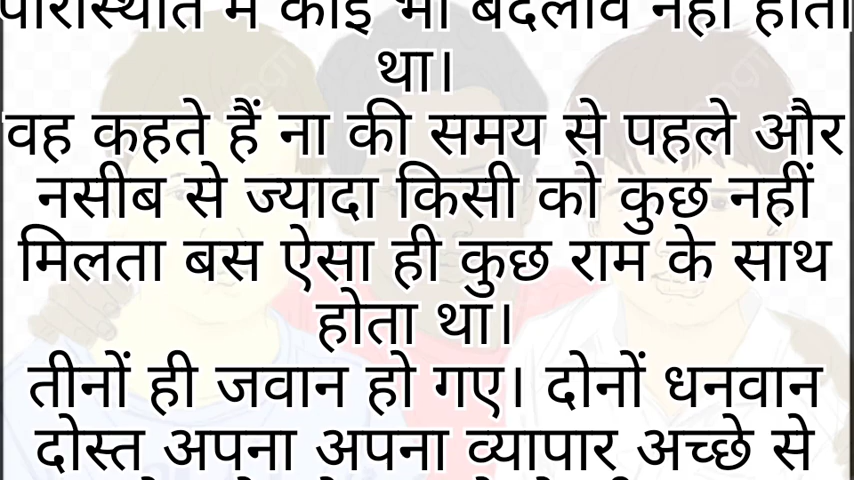 परिस्थिति में कोई भी बदलाव नहीं होता
था।
वह कहते हैं ना की समय से पहले और
नसीब से ज्यादा किसी को कुछ नहीं
मिलता बस ऐसा ही कुछ राम के साथ
होता था।
तीनों ही जवान हो गए। दोनों धनवान
दोस्त अपना अपना व्यापार अच्छे से